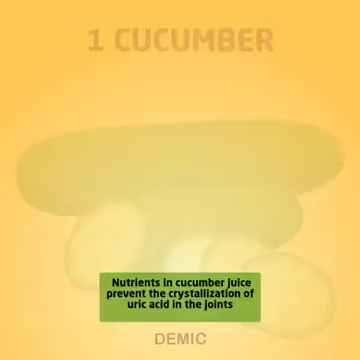 1 CUCUMBER
Nutrients in cucumber juice
prevent the crystallization of
uric acid in the joints
DEMIC